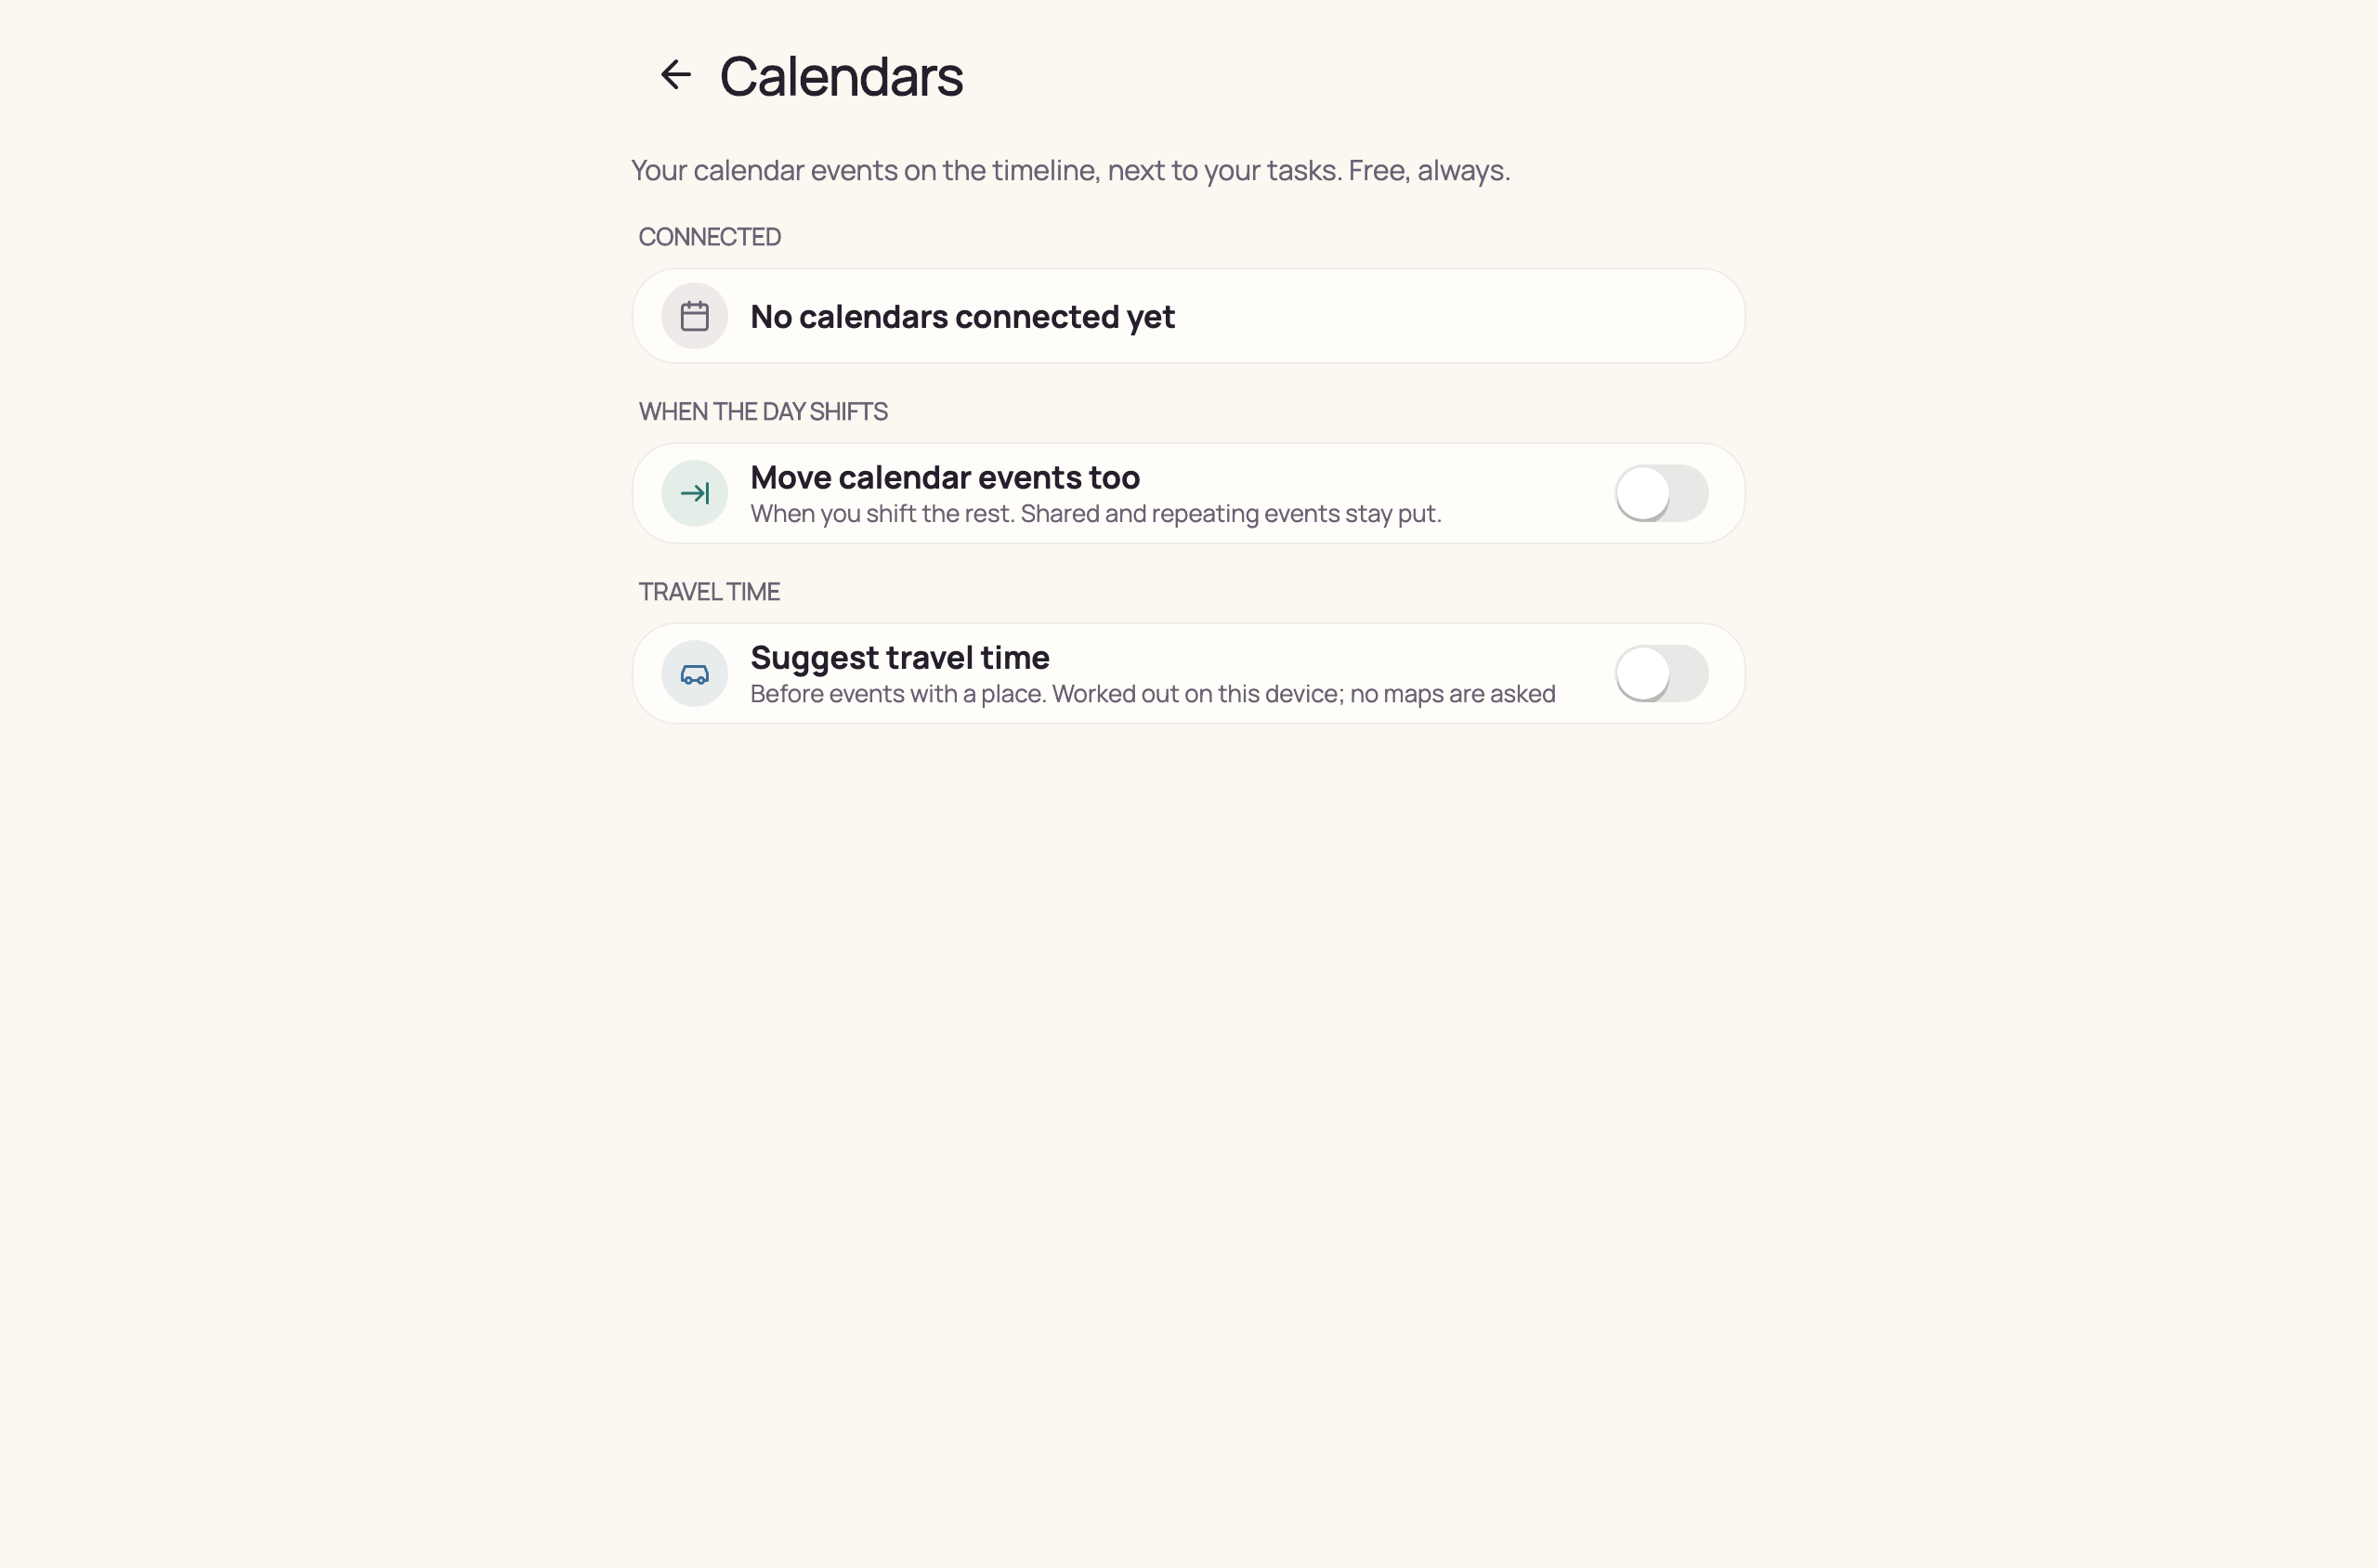 Calendars
Your calendar events on the timeline, next to your tasks. Free, always.
CONNECTED
No calendars connected yet
WHEN THE DAY SHIFTS
Move calendar events too
When you shift the rest. Shared and repeating events stay put.
TRAVEL TIME
Suggest travel time
Before events with a place. Worked out on this device; no maps are asked